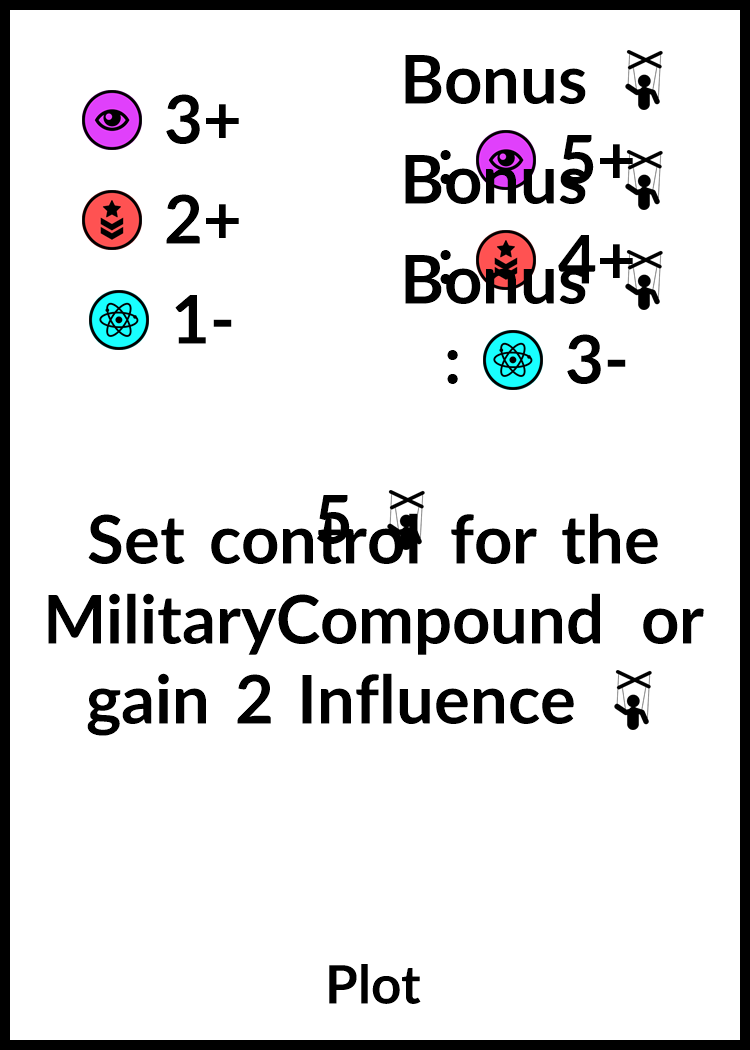 3+
2+
1-
Bonus
: 5+
Bonus
: 4+
Bonus
: 3-
5
Set control for the
MilitaryCompound or
gain 2 Influence
Plot